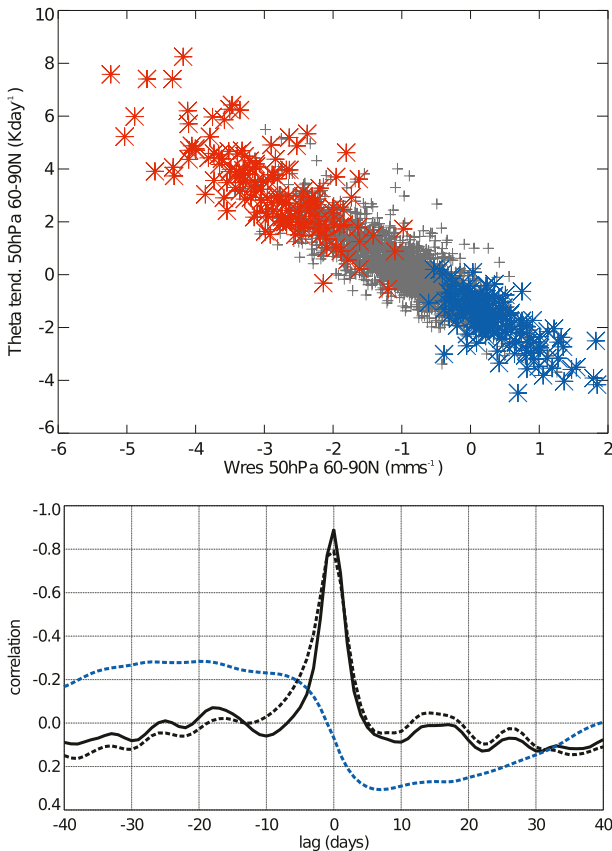 10
8
6
4
2
0
-2
-4
-6
Theta tend. 50hPa 60-90N (Kday⁻¹)
-6 -5 -4 -3 -2 -1 0 1 2
Wres 50hPa 60-90N (mms⁻¹)
-1.0
-0.8
-0.6
-0.4
-0.2
0.0
0.2
0.4
correlation
-40 -30 -20 -10 0 10 20 30 40
lag (days)